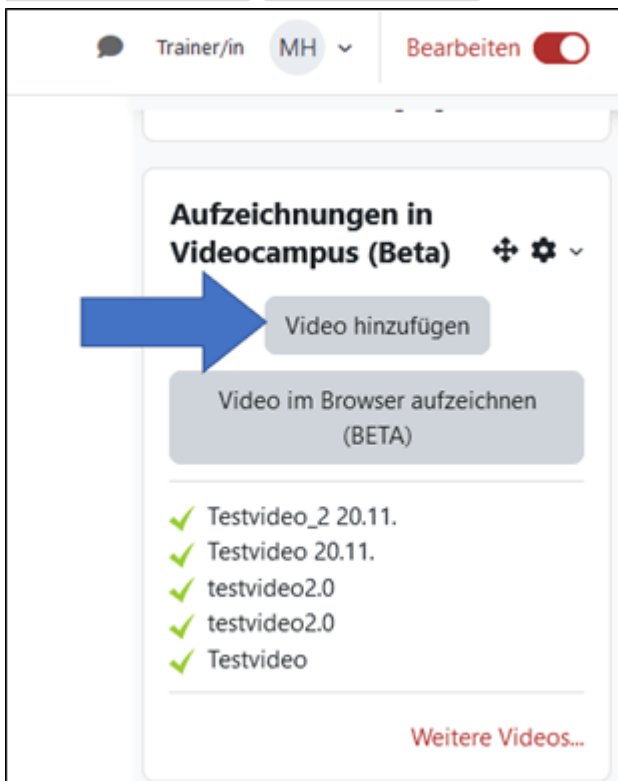 Trainer/in MH Bearbeiten
Aufzeichnungen in
Videocampus (Beta)
Video hinzufügen
Video im Browser aufzeichnen
(BETA)
Testvideo_2 20.11.
Testvideo 20.11.
testvideo2.0
testvideo2.0
Testvideo
Weitere Videos...